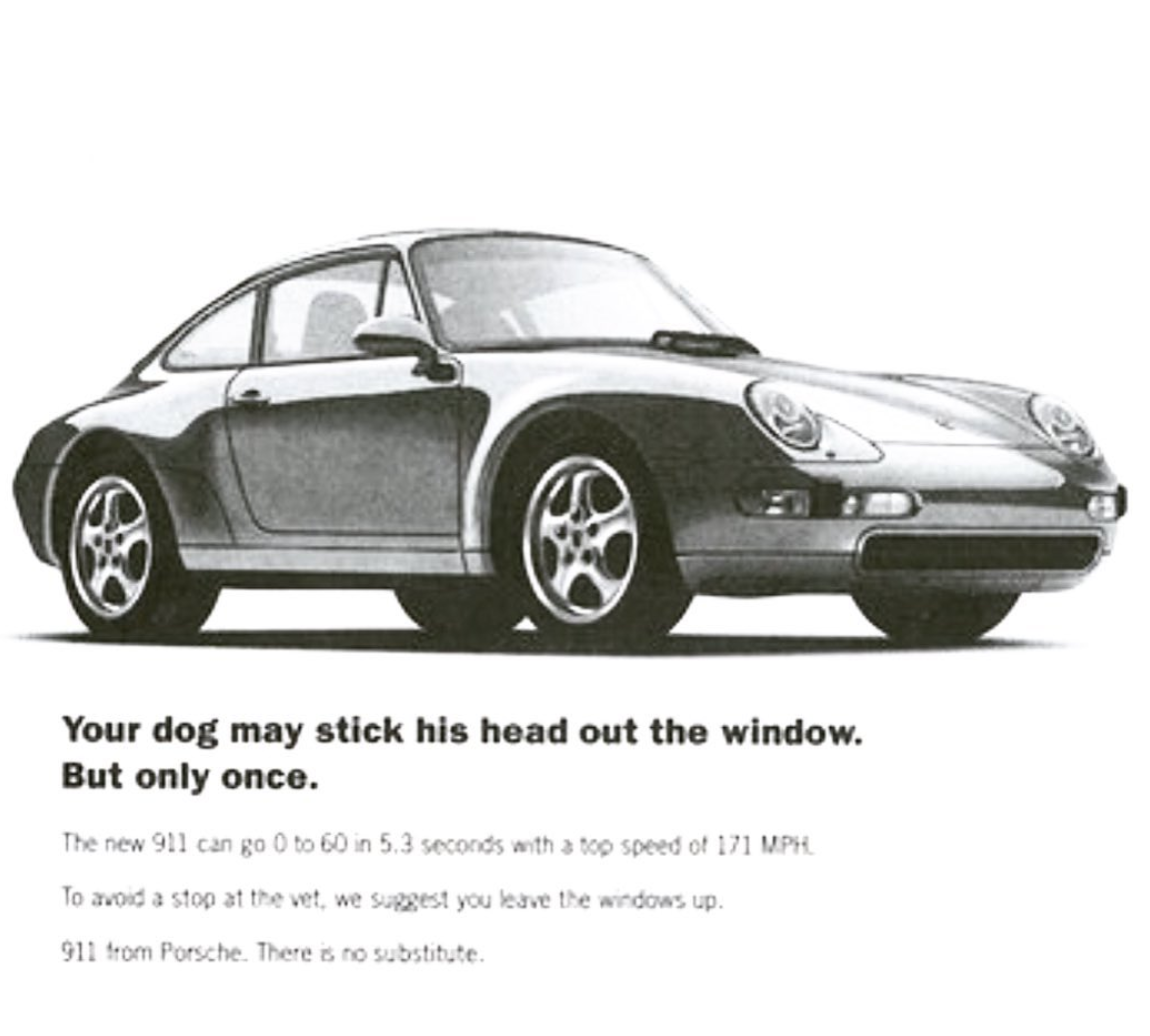 Your dog may stick his head out the window.
But only once.
The new 911 can go 0 to 60 in 5.3 seconds with a top speed of 171 MPH.
To avoid a stop at the vet, we suggest you leave the windows up.
911 from Porsche. There is no substitute.